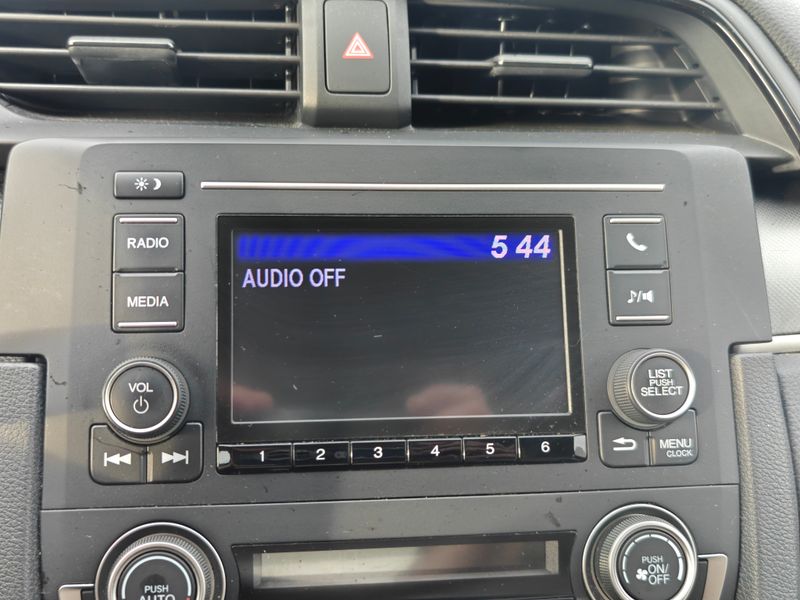 RADIO
MEDIA
5 44
AUDIO OFF
VOL
LIST
PUSH
SELECT
MENU
CLOCK
1 2 3 4 5 6
PUSH
AUTO
PUSH
ON/
OFF